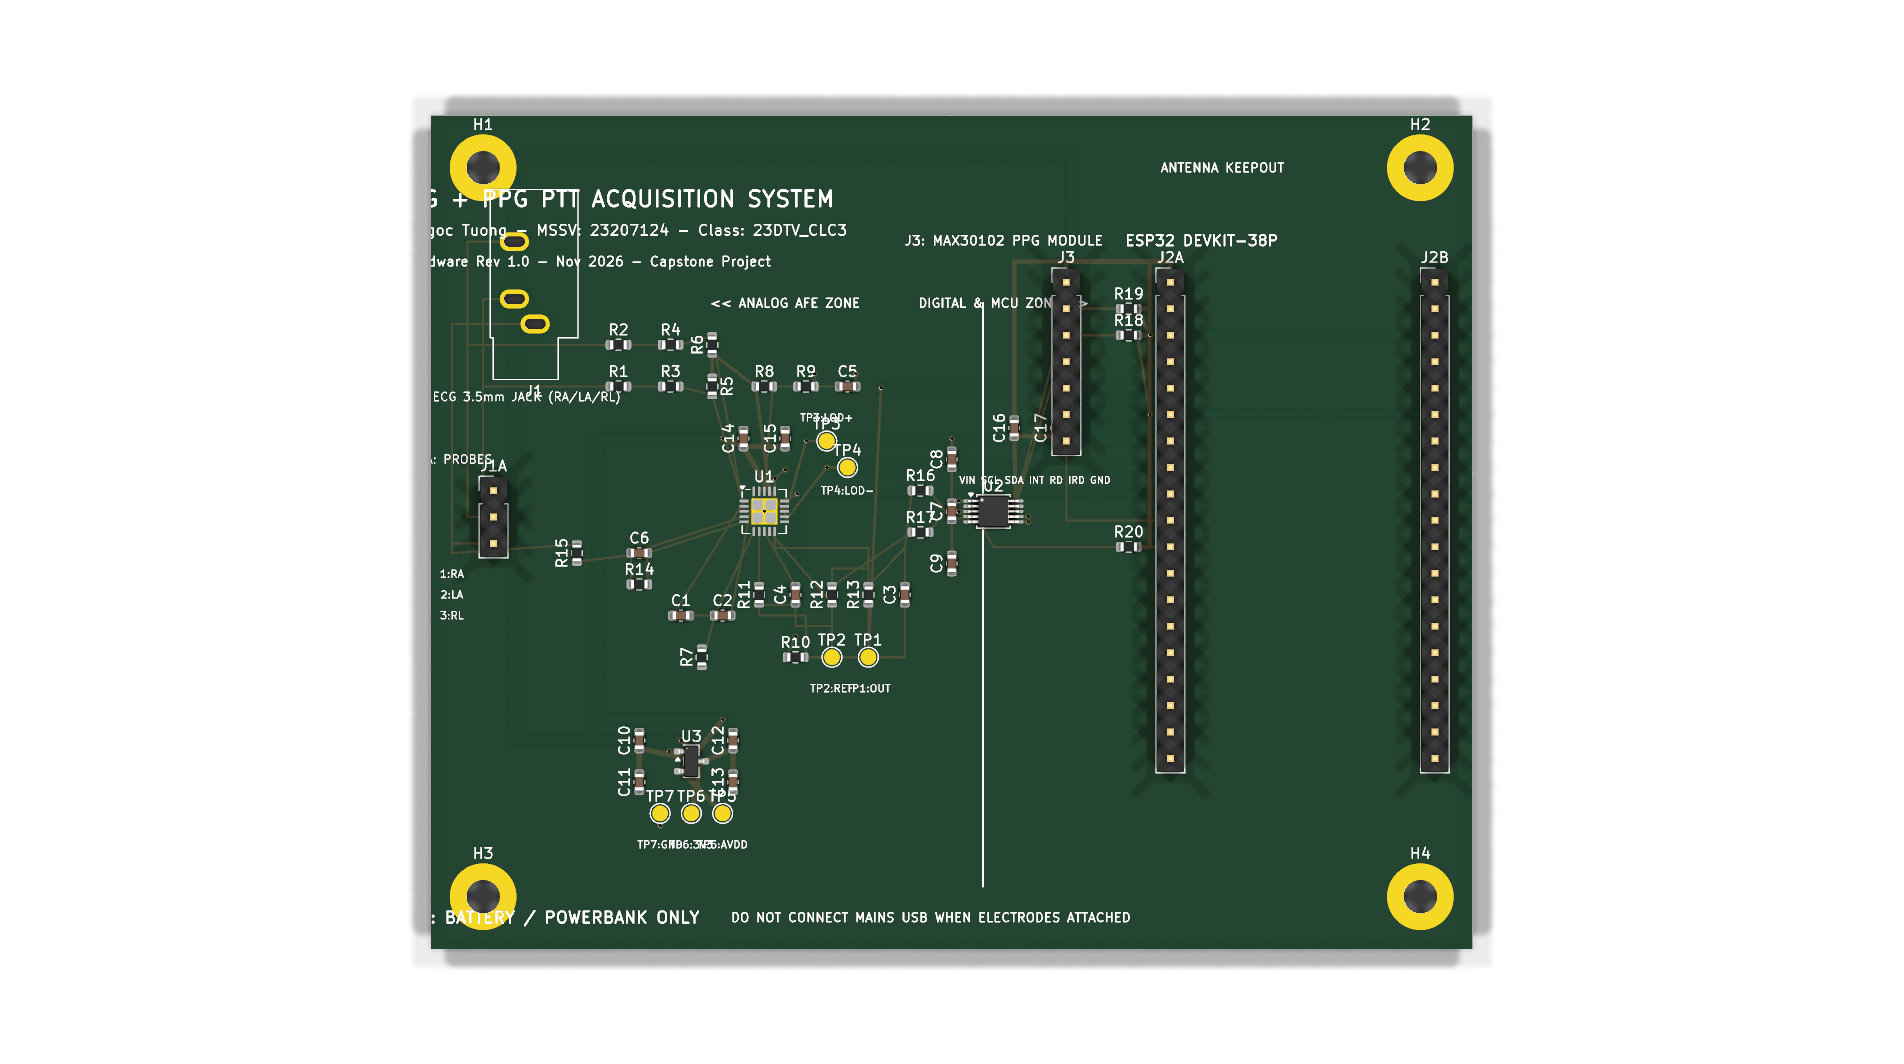 H1
H2
ANTENNA KEEPOUT
G + PPG PTT ACQUISITION SYSTEM
goc Tuong - MSSV: 23207124 - Class: 23DTV_CLC3
J3: MAX30102 PPG MODULE
ESP32 DEVKIT-38P
dware Rev 1.0 - Nov 2026 - Capstone Project
J3
J2A
J2B
<< ANALOG AFE ZONE
DIGITAL & MCU ZON >
R19
R18
R2
R4
R6
R1
R3
R5
R8
R9
C5
J1
ECG 3.5mm JACK (RA/LA/RL)
TP3:LOD+
TP3
C14
C15
C16
C17
TP4
A: PROBES
J1A
C8
U1
R16
VIN SCL SDA INT RD IRD GND
U2
TP4:LOD-
C7
R17
R20
R15
C6
C9
R14
1:RA
2:LA
3:RL
C1
C2
R11
C4
R12
R13
C3
R7
R10
TP2
TP1
TP2:REF
TP1:OUT
C10
U3
C12
C11
C13
TP7
TP6
TP5
TP7:GND
TP6:3V3
TP5:AVDD
H3
H4
: BATTERY / POWERBANK ONLY
DO NOT CONNECT MAINS USB WHEN ELECTRODES ATTACHED